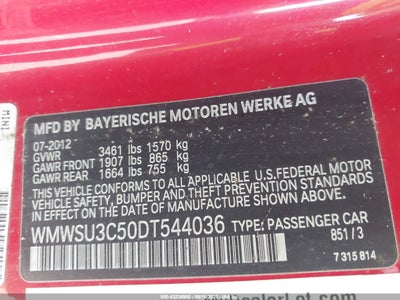 MINI
MFD BY BAYERISCHE MOTOREN WERKE AG
07-2012
GVWR 3461 lbs 1570 kg
GAWR FRONT 1907 lbs 865 kg
GAWR REAR 1664 lbs 755 kg
THIS VEHICLE CONFORMS TO ALL APPLICABLE U.S.FEDERAL MOTOR
VEHICLE SAFETY, BUMPER AND THEFT PREVENTION STANDARDS
IN EFFECT ON THE DATE OF MANUFACTURE SHOWN ABOVE.
WMWSU3C50DT544036 TYPE: PASSENGER CAR
851 / 3
7 315 814